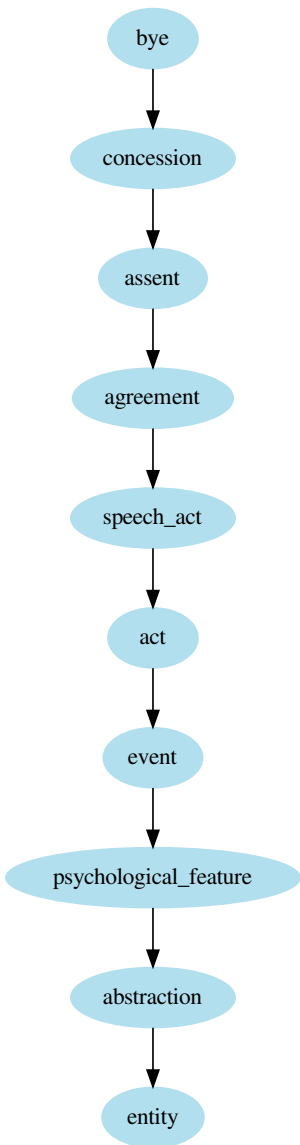 bye
concession
assent
agreement
speech_act
act
event
psychological_feature
abstraction
entity